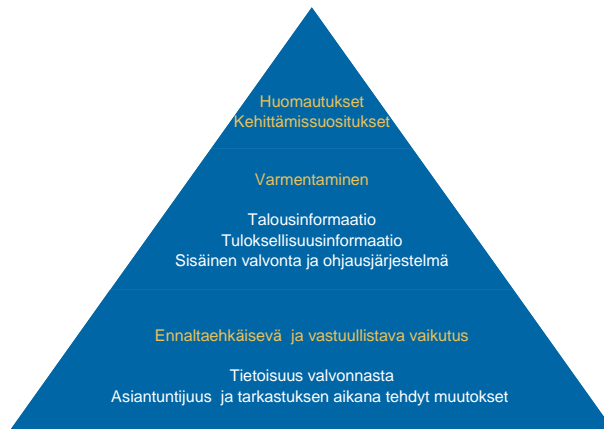 Huomautukset
Kehittämissuositukset
Varmentaminen
Talousinformaatio
Tuloksellisuusinformaatio
Sisäinen valvonta ja ohjausjärjestelmä
Ennaltaehkäisevä ja vastuullistava vaikutus
Tietoisuus valvonnasta
Asiantuntijuus ja tarkastuksen aikana tehdyt muutokset